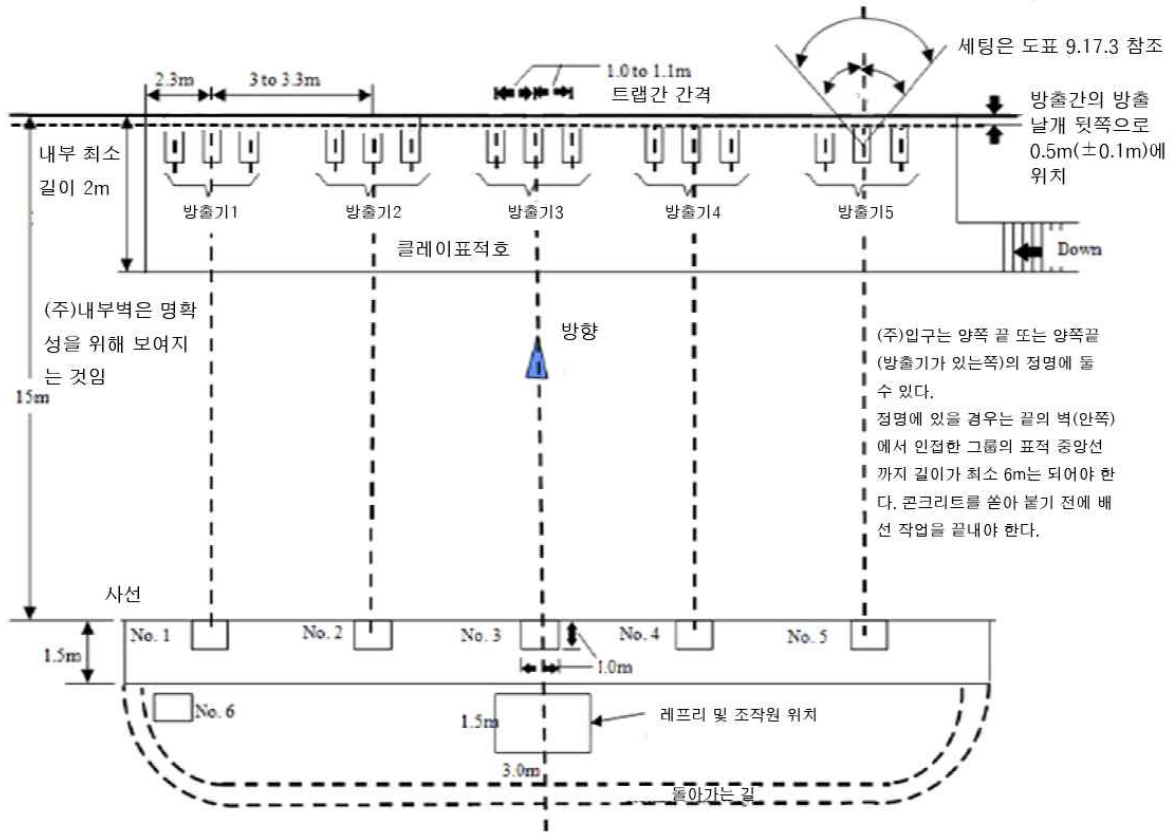 세팅은 도표 9.17.3 참조
2.3m
3 to 3.3m
1.0 to 1.1m
트랩간 간격
방출간의 방출
날개 뒷쪽으로
0.5m(±0.1m)에
위치
내부 최소
길이 2m
방출기1
방출기2
방출기3
방출기4
방출기5
클레이표적호
Down
(주)내부벽은 명확
성을 위해 보여지
는 것임
방향
15m
(주)입구는 양쪽 끝 또는 양쪽끝
(방출기가 있는쪽)의 정명에 둘
수 있다.
정명에 있을 경우는 끝의 벽(안쪽)
에서 인접한 그룹의 표적 중앙선
까지 길이가 최소 6m는 되어야 한
다. 콘크리트를 쏟아 붙기 전에 배
선 작업을 끝내야 한다.
사선
No. 1
No. 2
No. 3
No. 4
No. 5
1.5m
1.0m
No. 6
1.5m
레프리 및 조작원 위치
3.0m
돌아가는 길